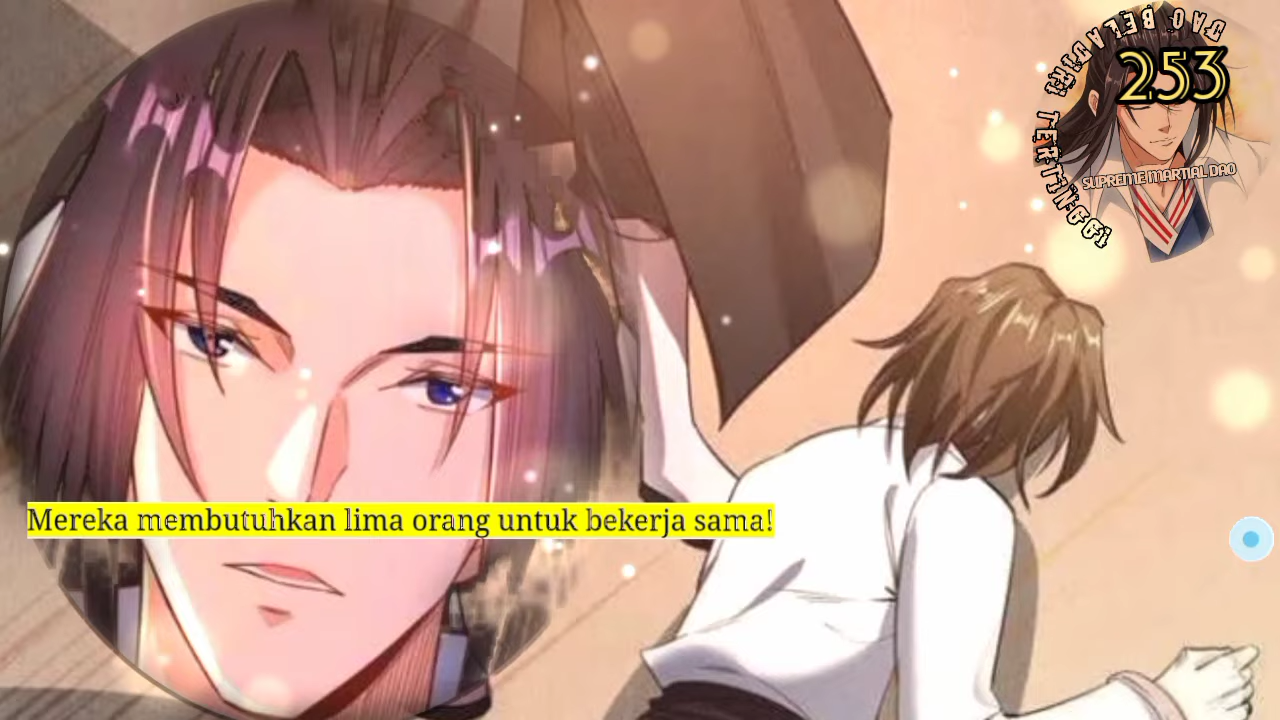 DAO BELADIRI TERTINGGI
253
SUPREME MARTIAL DAO
Mereka membutuhkan lima orang untuk bekerja sama!